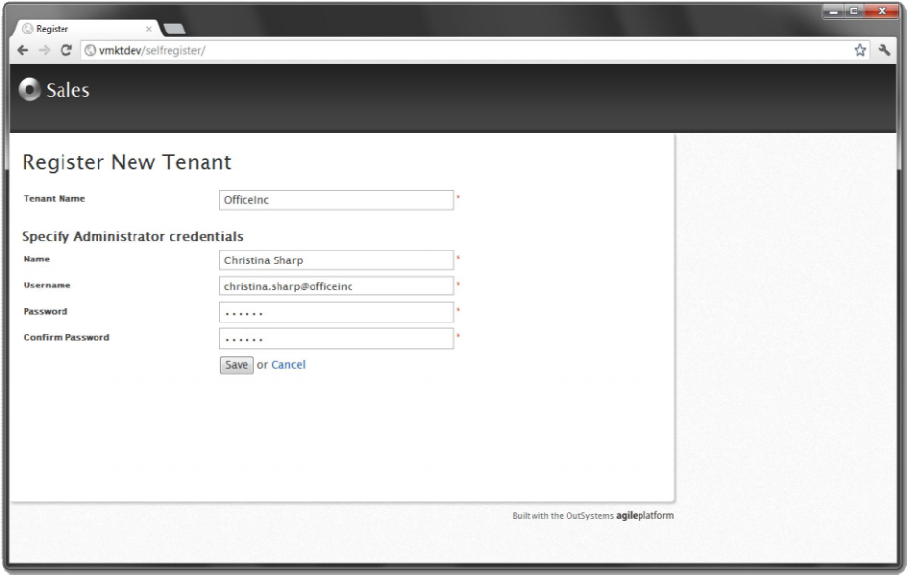 Register
vmktdev/selfregister/
Sales
Register New Tenant
Tenant Name OfficeInc *
Specify Administrator credentials
Name Christina Sharp *
Username christina.sharp@officeinc *
Password •••••• *
Confirm Password •••••• *
Save or Cancel
Built with the OutSystems agileplatform